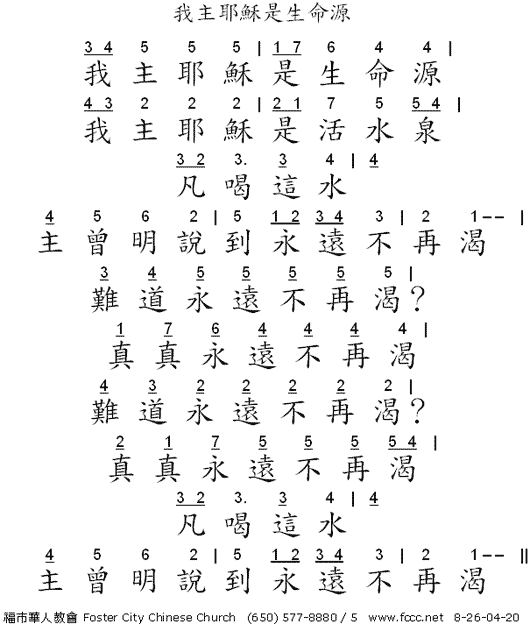 我主耶穌是生命源
3 4 5 5 5 | 1 7 6 4 4 |
我主耶穌是生命源
4 3 2 2 2 | 2 1 7 5 5 4 |
我主耶穌是活水泉
3 2 3. 3 4 | 4
凡喝這水
4 5 6 2 | 5 1 2 3 4 3 | 2 1 -- |
主曾明說到永遠不再渴
3 4 5 5 5 5 5 |
難道永遠不再渴？
1 7 6 4 4 4 4 |
真真永遠不再渴
4 3 2 2 2 2 2 |
難道永遠不再渴？
2 1 7 5 5 5 5 4 |
真真永遠不再渴
3 2 3. 3 4 | 4
凡喝這水
4 5 6 2 | 5 1 2 3 4 3 | 2 1 -- ||
主曾明說到永遠不再渴
福市華人教會 Foster City Chinese Church (650) 577-8880 / 5 www.fccc.net 8-26-04-20